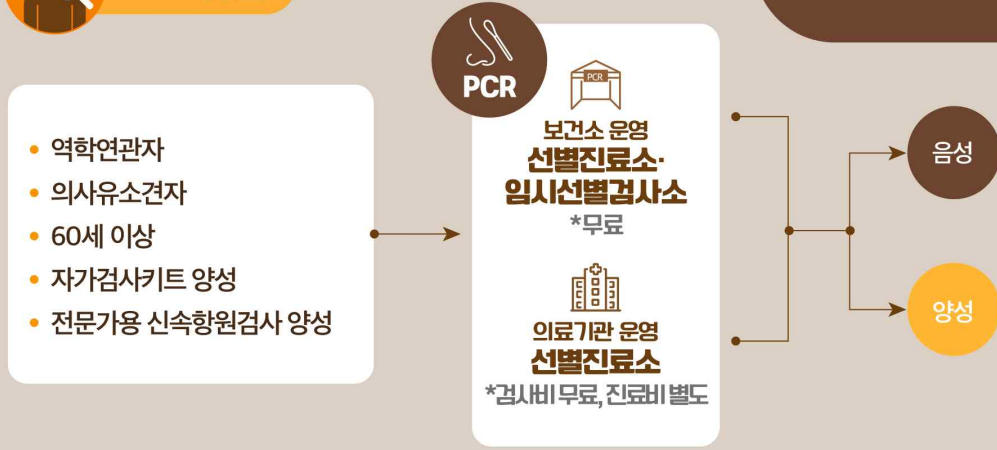 역학연관자
의사유소견자
60세 이상
자가검사키트 양성
전문가용 신속항원검사 양성
PCR
PCR
보건소 운영
선별진료소·
임시선별검사소
*무료
의료기관 운영
선별진료소
*검사비 무료, 진료비 별도
음성
양성